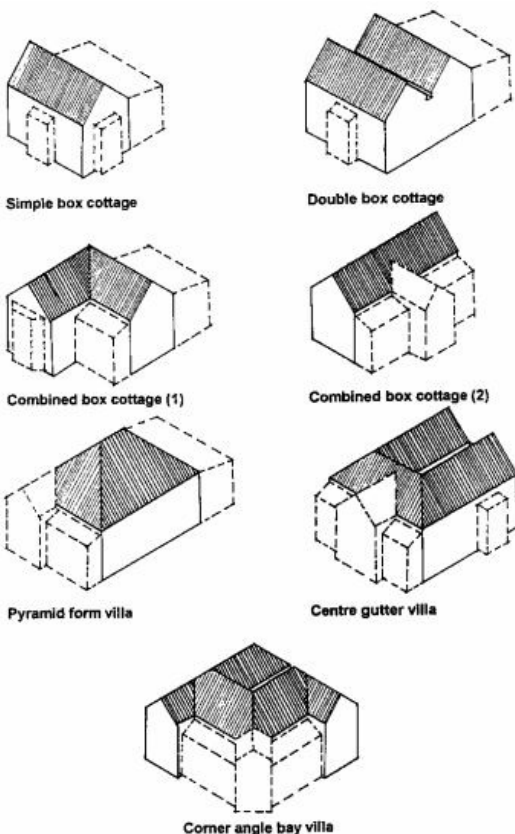 Simple box cottage
Double box cottage
Combined box cottage (1)
Combined box cottage (2)
Pyramid form villa
Centre gutter villa
Corner angle bay villa